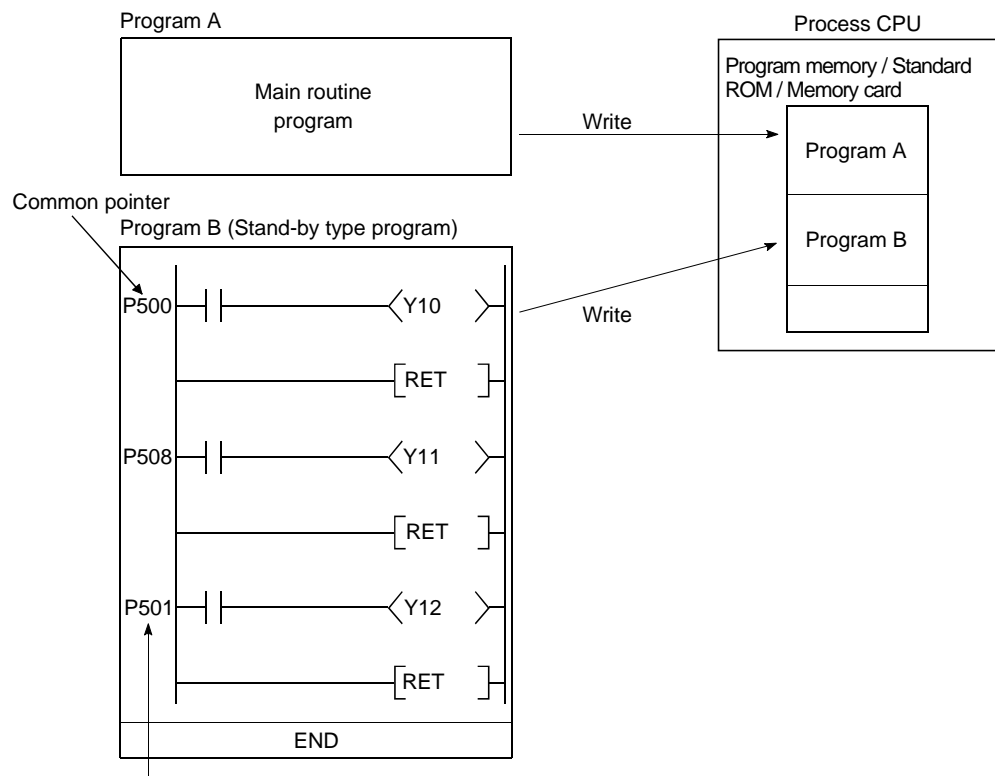 Program A
Main routine
program
Write
Process CPU
Program memory / Standard
ROM / Memory card
Program A
Program B
Common pointer
Program B (Stand-by type program)
Write
P500
Y10
RET
P508
Y11
RET
P501
Y12
RET
END